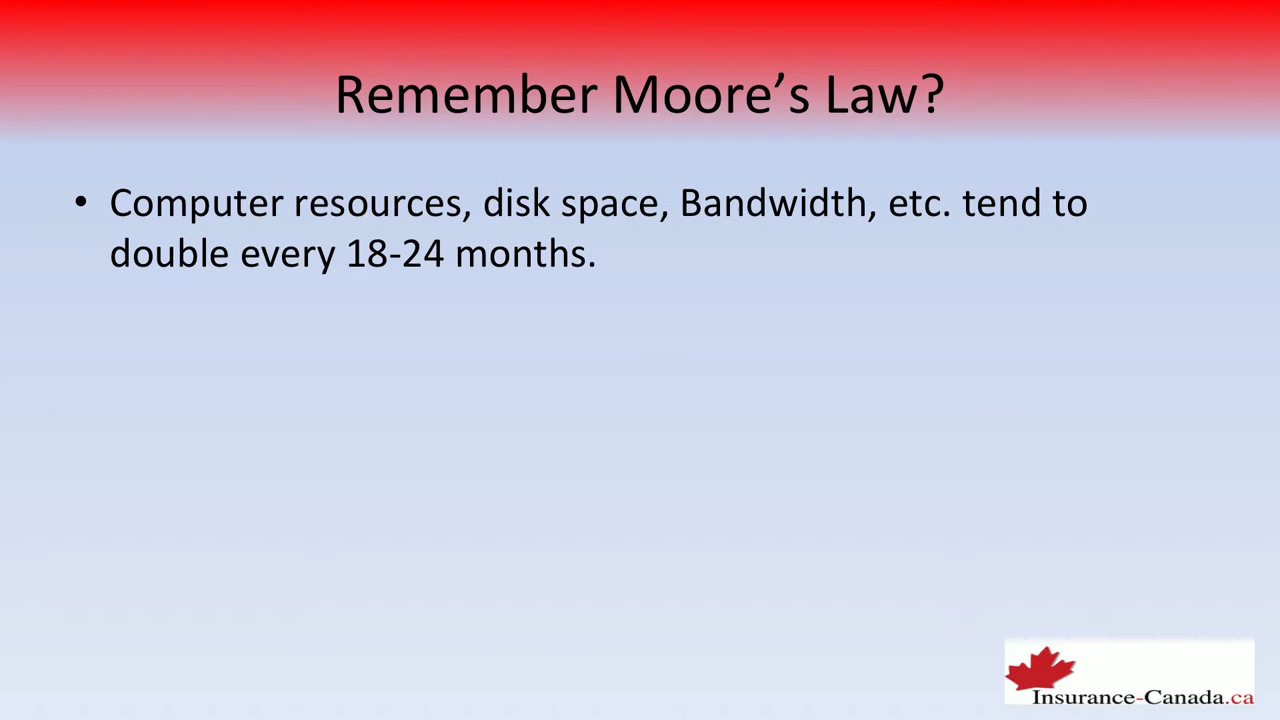 Remember Moore’s Law?
• Computer resources, disk space, Bandwidth, etc. tend to
double every 18-24 months.
Insurance-Canada.ca